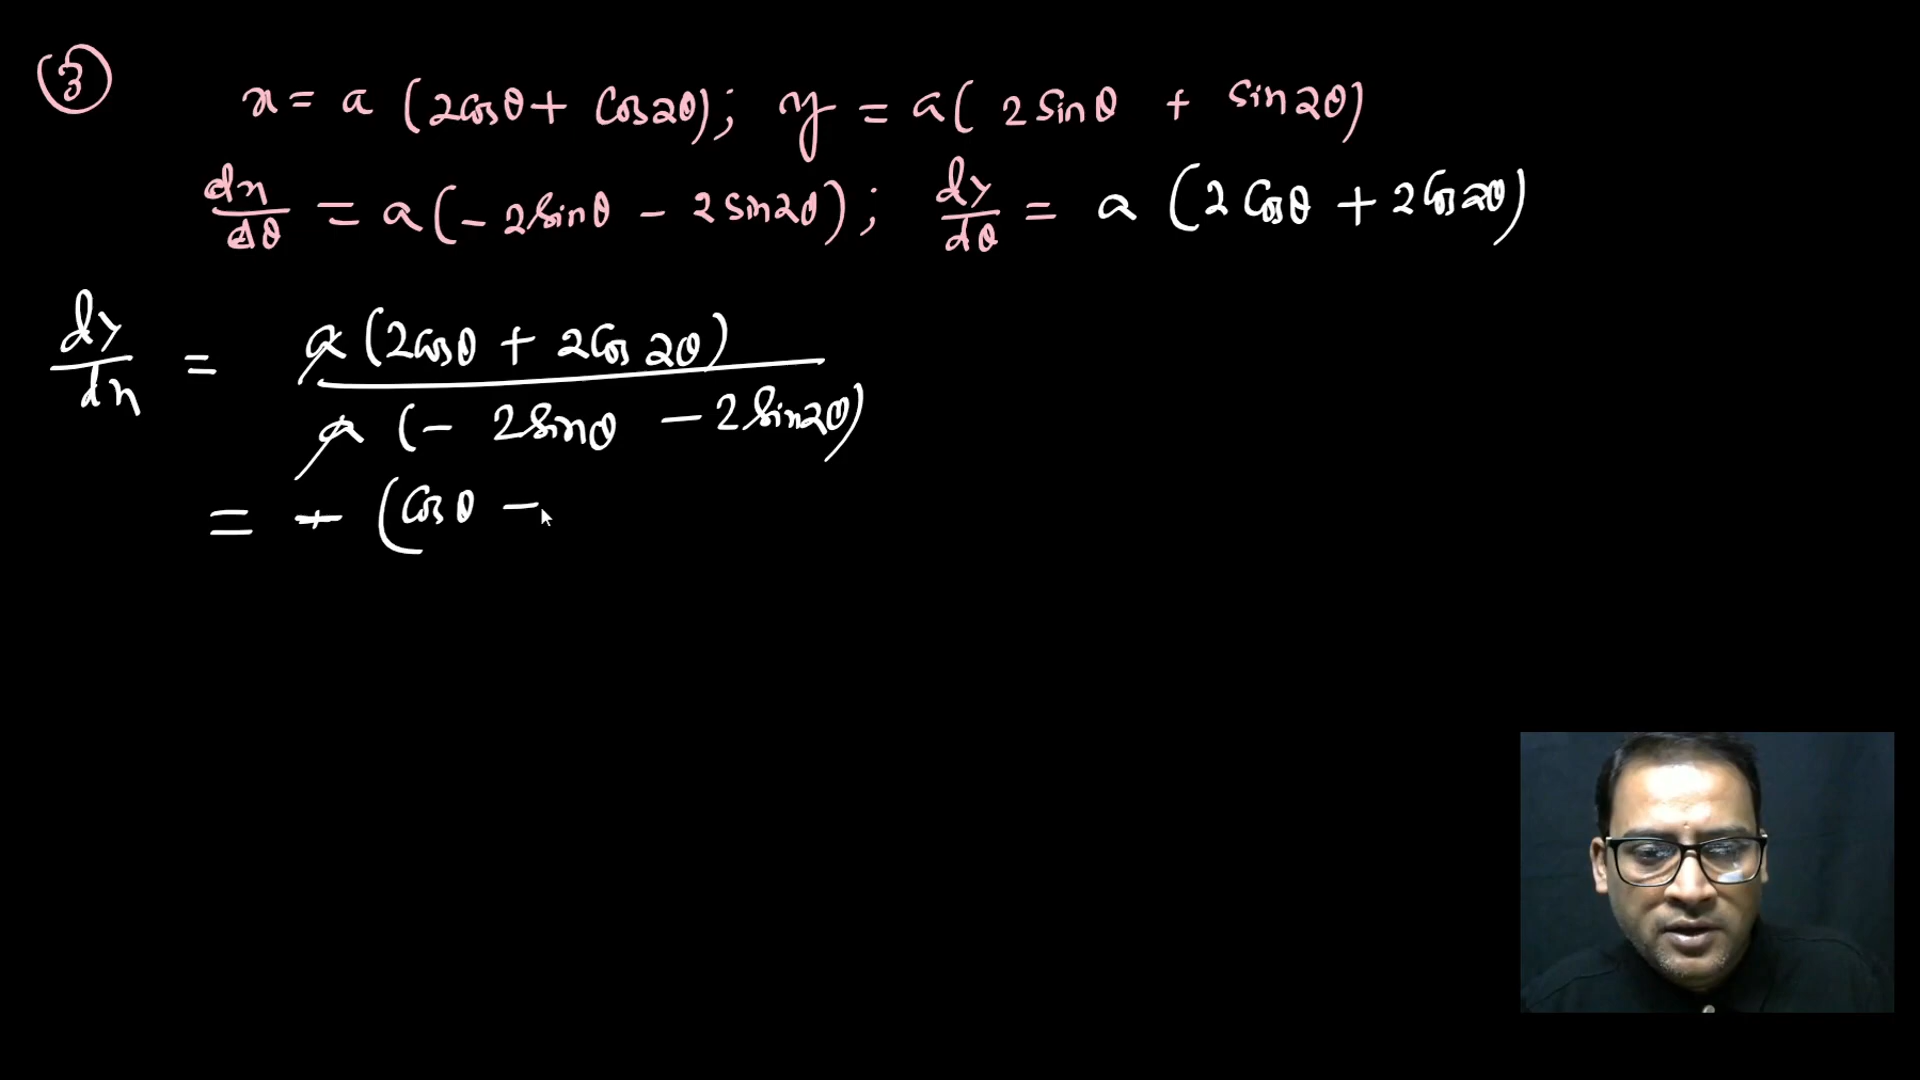 ③ x = a (2cosθ + cos2θ); y = a( 2sinθ + sin2θ)
dx/dθ = a(- 2sinθ - 2sin2θ); dy/dθ = a (2cosθ + 2cos2θ)
dy/dx = a(2cosθ + 2cos2θ) / a (- 2sinθ - 2sin2θ)
= - (cosθ -